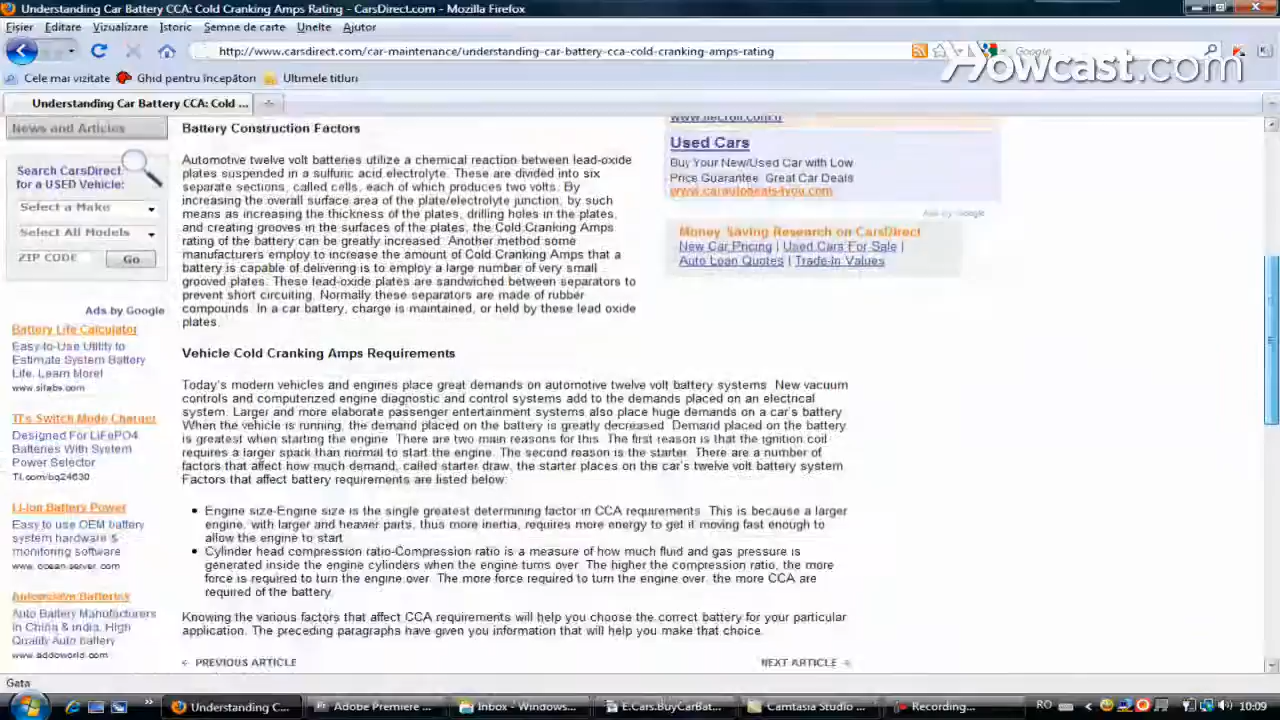 Understanding Car Battery CCA: Cold Cranking Amps Rating - CarsDirect.com - Mozilla Firefox
Fișier Editare Vizualizare Istoric Semne de carte Unelte Ajutor
http://www.carsdirect.com/car-maintenance/understanding-car-battery-cca-cold-cranking-amps-rating
Google
Howcast.com
Cele mai vizitate Ghid pentru începători Ultimele titluri
Understanding Car Battery CCA: Cold ...
News and Articles
Search CarsDirect
for a USED Vehicle:
Select a Make
Select All Models
ZIP CODE Go
Ads by Google
Battery Life Calculator
Easy-to-Use Utility to
Estimate System Battery
Life. Learn More!
www.sitabs.com
TI's Switch Mode Charger
Designed For LiFePO4
Batteries With System
Power Selector
TI.com/bq24630
Li-Ion Battery Power
Easy to use OEM battery
system hardware &
monitoring software
www.ocean-server.com
Automotive Batteries
Auto Battery Manufacturers
in China & India, High
Quality Auto battery
www.addoworld.com
Battery Construction Factors
Automotive twelve volt batteries utilize a chemical reaction between lead-oxide
plates suspended in a sulfuric acid electrolyte. These are divided into six
separate sections, called cells, each of which produces two volts. By
increasing the overall surface area of the plate/electrolyte junction, by such
means as increasing the thickness of the plates, drilling holes in the plates,
and creating grooves in the surfaces of the plates, the Cold Cranking Amps
rating of the battery can be greatly increased. Another method some
manufacturers employ to increase the amount of Cold Cranking Amps that a
battery is capable of delivering is to employ a large number of very small
grooved plates. These lead-oxide plates are sandwiched between separators to
prevent short circuiting. Normally these separators are made of rubber
compounds. In a car battery, charge is maintained, or held by these lead oxide
plates.
Vehicle Cold Cranking Amps Requirements
Today's modern vehicles and engines place great demands on automotive twelve volt battery systems. New vacuum
controls and computerized engine diagnostic and control systems add to the demands placed on an electrical
system. Larger and more elaborate passenger entertainment systems also place huge demands on a car's battery
When the vehicle is running, the demand placed on the battery is greatly decreased. Demand placed on the battery
is greatest when starting the engine. There are two main reasons for this. The first reason is that the ignition coil
requires a larger spark than normal to start the engine. The second reason is the starter. There are a number of
factors that affect how much demand, called starter draw, the starter places on the car's twelve volt battery system
Factors that affect battery requirements are listed below:
• Engine size-Engine size is the single greatest determining factor in CCA requirements. This is because a larger
engine, with larger and heavier parts, thus more inertia, requires more energy to get it moving fast enough to
allow the engine to start
• Cylinder head compression ratio-Compression ratio is a measure of how much fluid and gas pressure is
generated inside the engine cylinders when the engine turns over. The higher the compression ratio, the more
force is required to turn the engine over. The more force required to turn the engine over, the more CCA are
required of the battery.
Knowing the various factors that affect CCA requirements will help you choose the correct battery for your particular
application. The preceding paragraphs have given you information that will help you make that choice.
PREVIOUS ARTICLE NEXT ARTICLE
Used Cars
Buy Your New/Used Car with Low
Price Guarantee. Great Car Deals
www.carautodeals4you.com
Ads by Google
Money Saving Research on CarsDirect
New Car Pricing | Used Cars For Sale |
Auto Loan Quotes | Trade-in Values
Gata
Understanding C... Adobe Premiere ... Inbox - Windows... E.Cars.BuyCarBat... Camtasia Studio ... Recording... RO 10:09